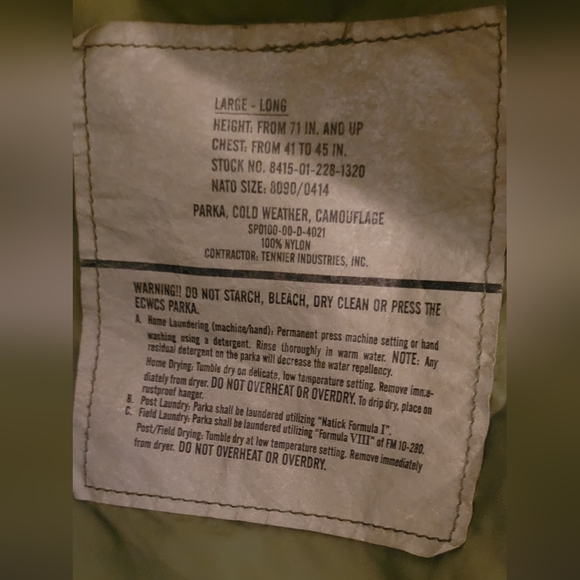 LARGE - LONG
HEIGHT: FROM 71 IN. AND UP
CHEST: FROM 41 TO 45 IN.
STOCK NO. 8415-01-228-1320
NATO SIZE: 8090/0414
PARKA, COLD WEATHER, CAMOUFLAGE
SPO100-00-D-4021
100% NYLON
CONTRACTOR: TENNIER INDUSTRIES, INC.
WARNING!! DO NOT STARCH, BLEACH, DRY CLEAN OR PRESS THE
ECWCS PARKA.
A. Home Laundering (machine/hand): Permanent press machine setting or hand
washing using a detergent. Rinse thoroughly in warm water. NOTE: Any
residual detergent on the parka will decrease the water repellency.
Home Drying: Tumble dry on delicate, low temperature setting. Remove imme-
diately from dryer. DO NOT OVERHEAT OR OVERDRY. To drip dry, place on
rustproof hanger.
B. Post Laundry: Parka shall be laundered utilizing "Natick Formula I".
C. Field Laundry: Parka shall be laundered utilizing "Formula VIII" of FM 10-280.
Post/Field Drying: Tumble dry at low temperature setting. Remove immediately
from dryer. DO NOT OVERHEAT OR OVERDRY.